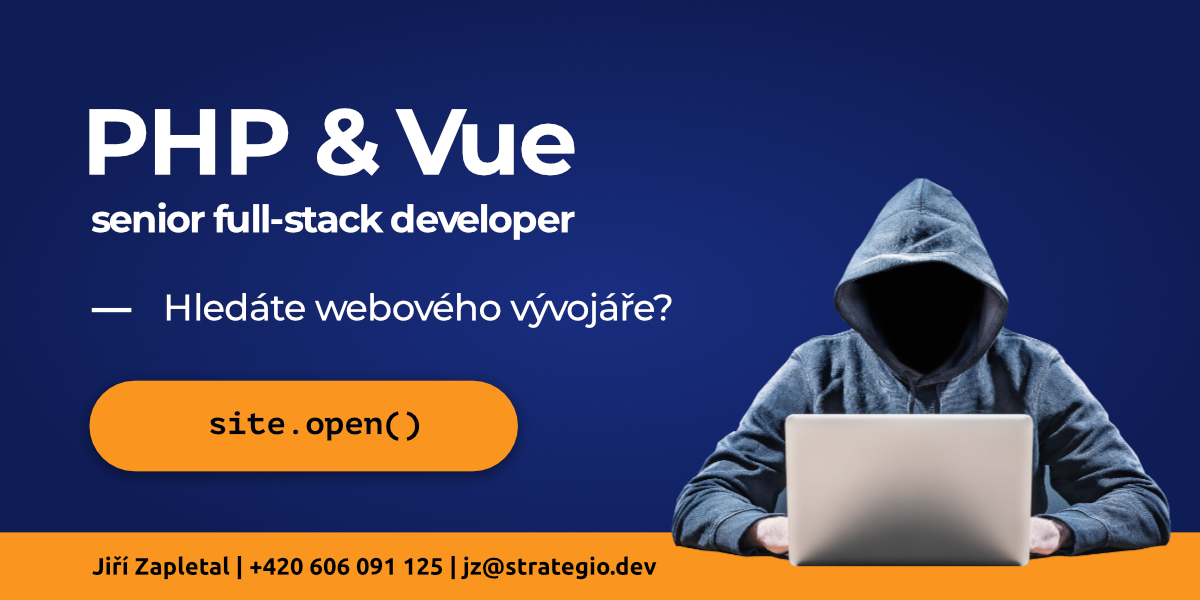 PHP & Vue
senior full-stack developer
— Hledáte webového vývojáře?
site.open()
Jiří Zapletal | +420 606 091 125 | jz@strategio.dev